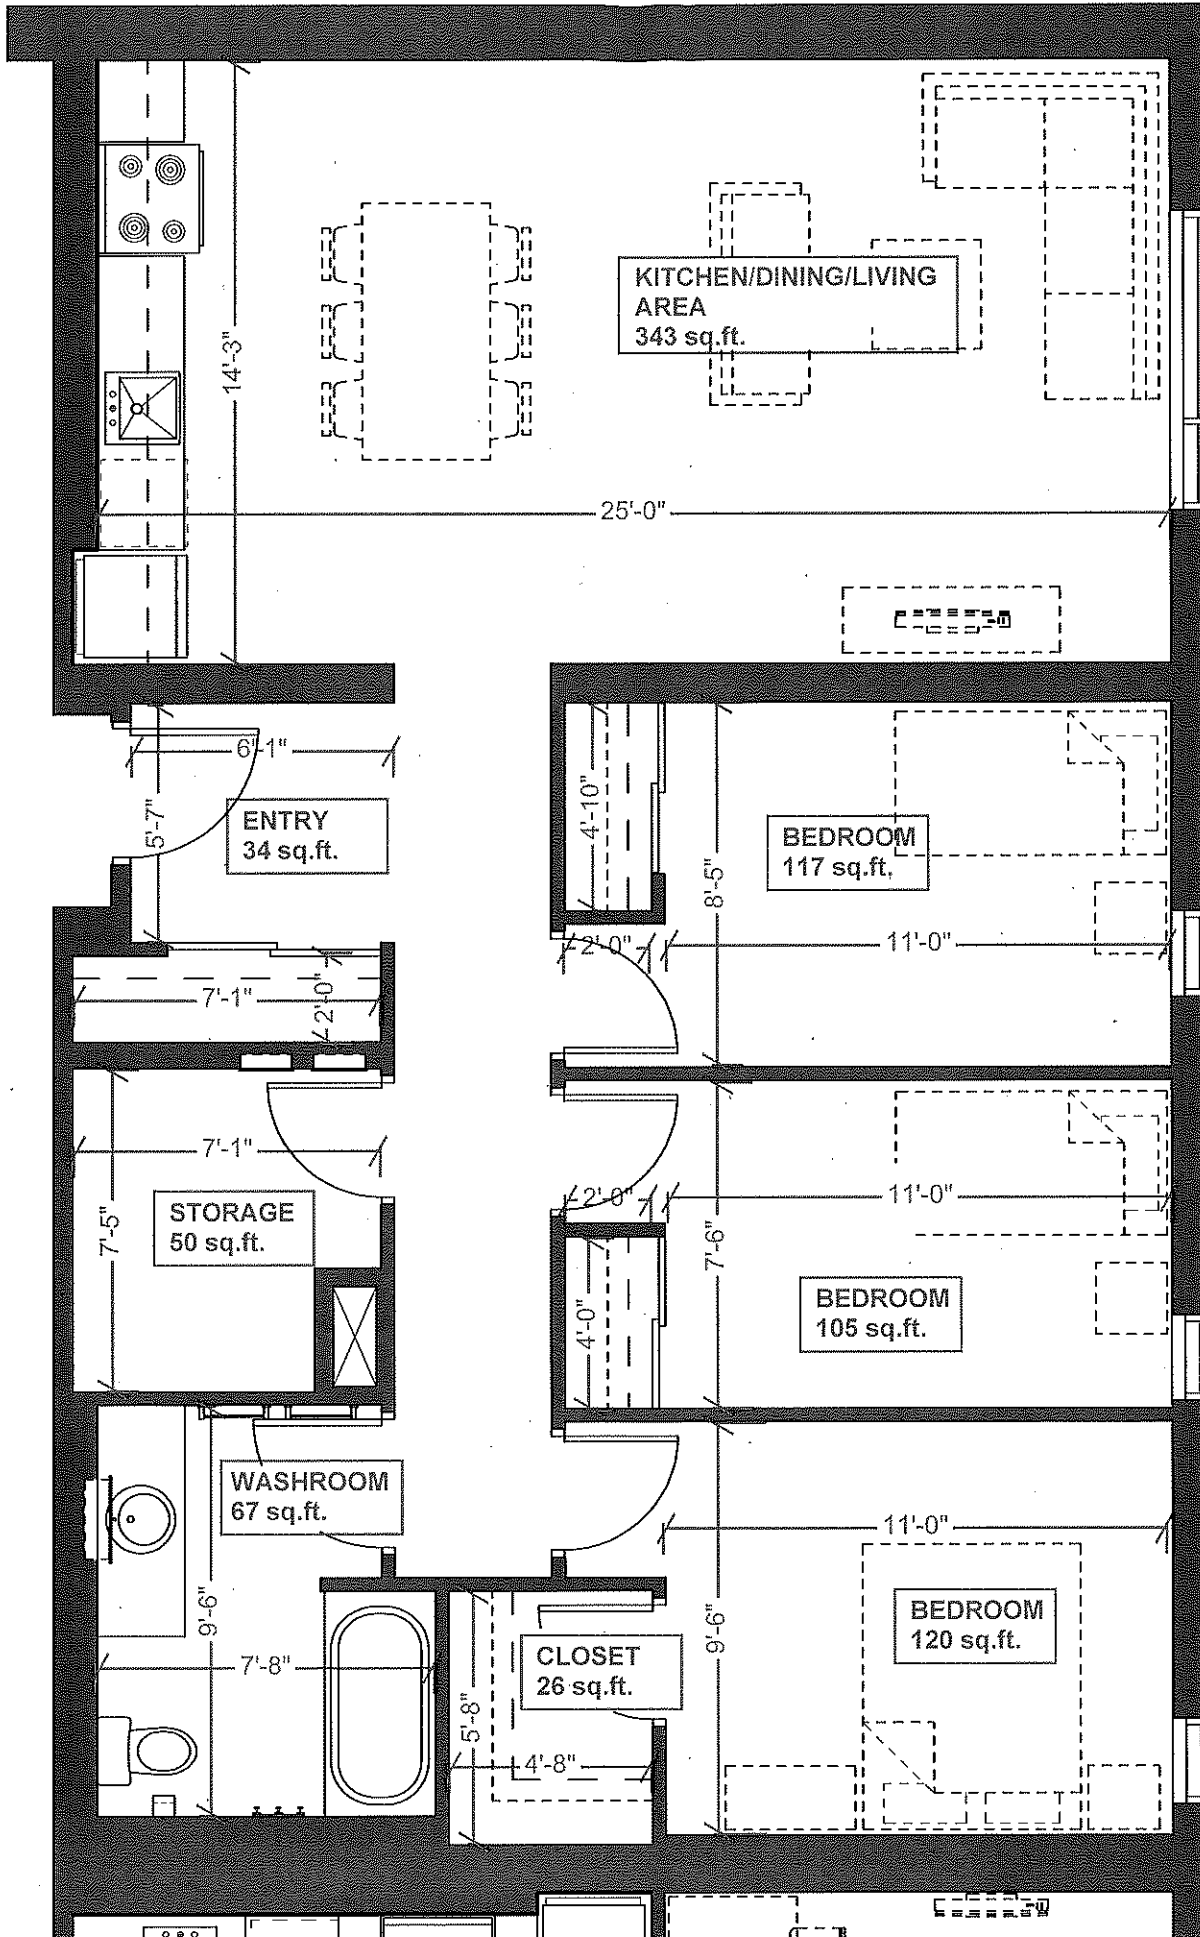 KITCHEN/DINING/LIVING
AREA
343 sq.ft.
14'-3"
25'-0"
6'-1"
5'-7"
ENTRY
34 sq.ft.
4'-10"
BEDROOM
117 sq.ft.
8'-5"
2'-0"
11'-0"
7'-1"
2'-0"
7'-1"
STORAGE
50 sq.ft.
7'-5"
2'-0"
11'-0"
7'-6"
4'-0"
BEDROOM
105 sq.ft.
WASHROOM
67 sq.ft.
9'-6"
7'-8"
11'-0"
BEDROOM
120 sq.ft.
9'-6"
CLOSET
26 sq.ft.
5'-8"
4'-8"